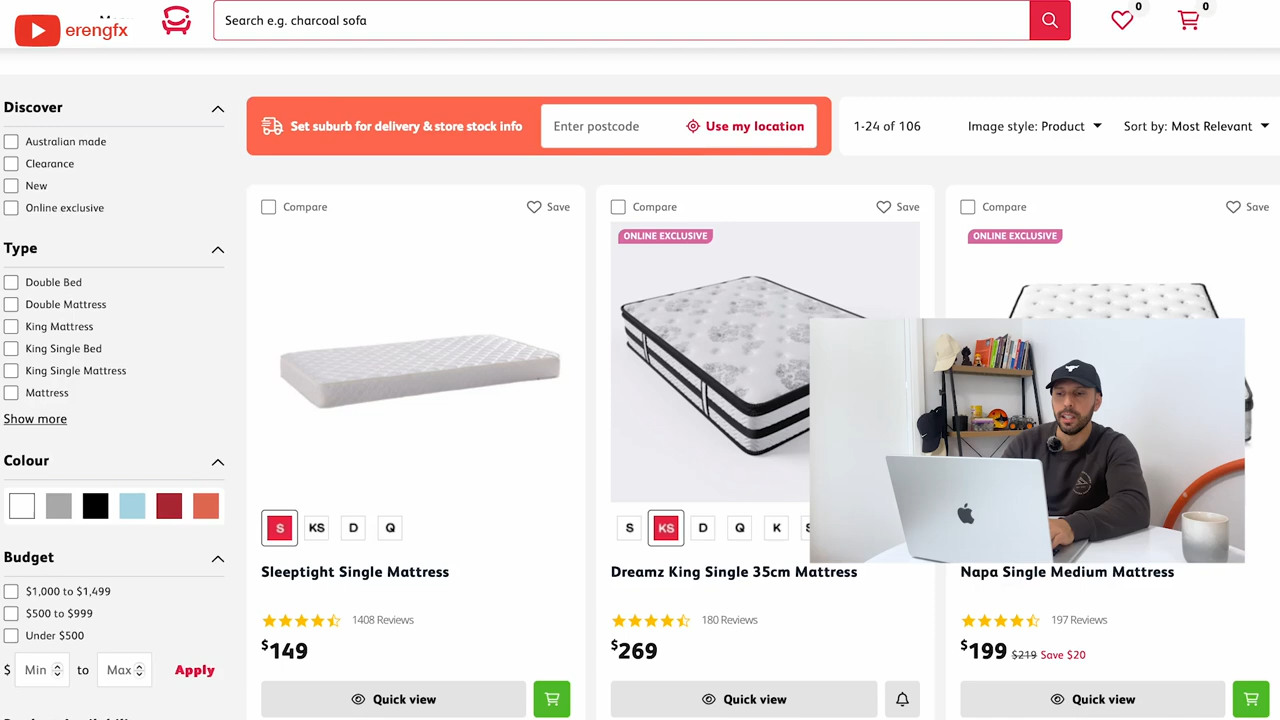 erengfx
Search e.g. charcoal sofa
0
0
Discover
Australian made
Clearance
New
Online exclusive
Set suburb for delivery & store stock info
Enter postcode
Use my location
1-24 of 106
Image style: Product
Sort by: Most Relevant
Type
Double Bed
Double Mattress
King Mattress
King Single Bed
King Single Mattress
Mattress
Show more
Colour
Budget
$1,000 to $1,499
$500 to $999
Under $500
$ Min to Max Apply
Compare
Save
S KS D Q
Sleeptight Single Mattress
1408 Reviews
$149
Quick view
Compare
Save
ONLINE EXCLUSIVE
S KS D Q K
Dreamz King Single 35cm Mattress
180 Reviews
$269
Quick view
Compare
Save
ONLINE EXCLUSIVE
Napa Single Medium Mattress
197 Reviews
$199 $219 Save $20
Quick view